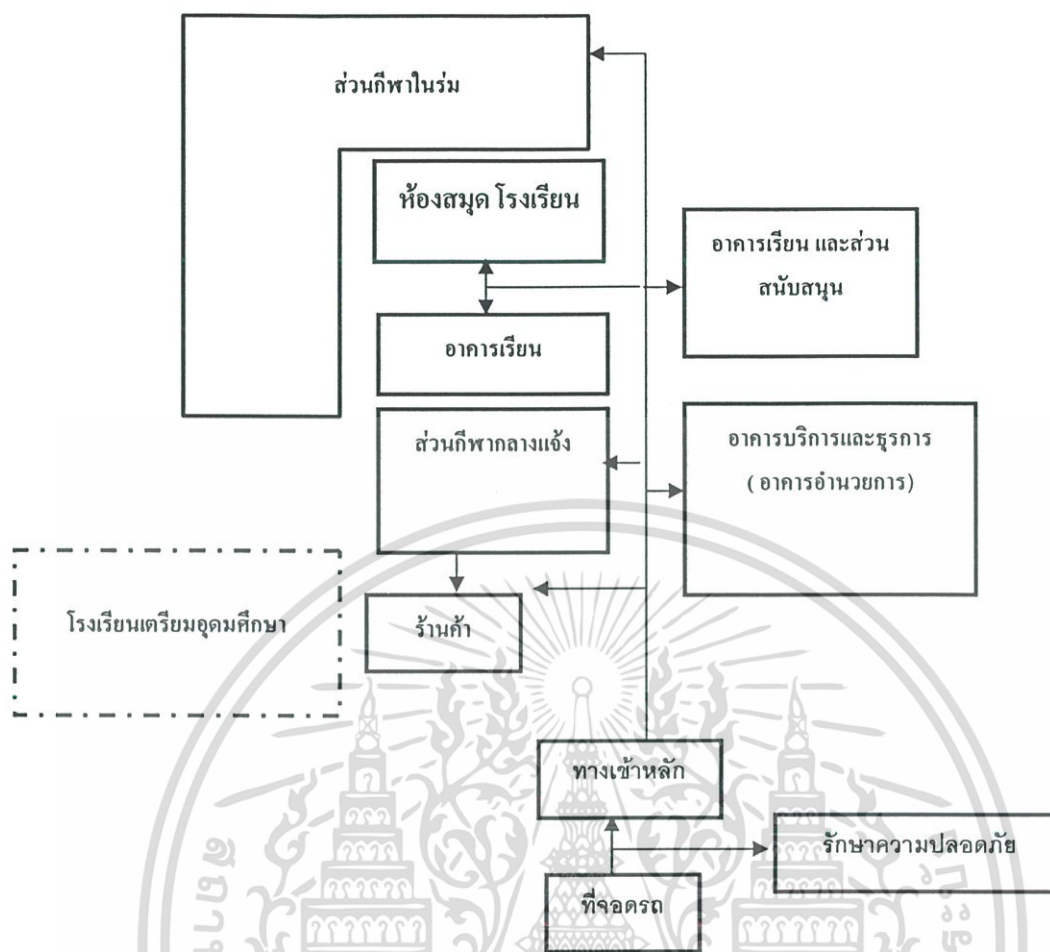 ส่วนกีฬาในร่ม
ห้องสมุด โรงเรียน
อาคารเรียน และส่วน
สนับสนุน
อาคารเรียน
ส่วนกีฬากลางแจ้ง
อาคารบริการและธุรการ
( อาคารอำนวยการ)
โรงเรียนเตรียมอุดมศึกษา
ร้านค้า
ทางเข้าหลัก
รักษาความปลอดภัย
ที่จอดรถ